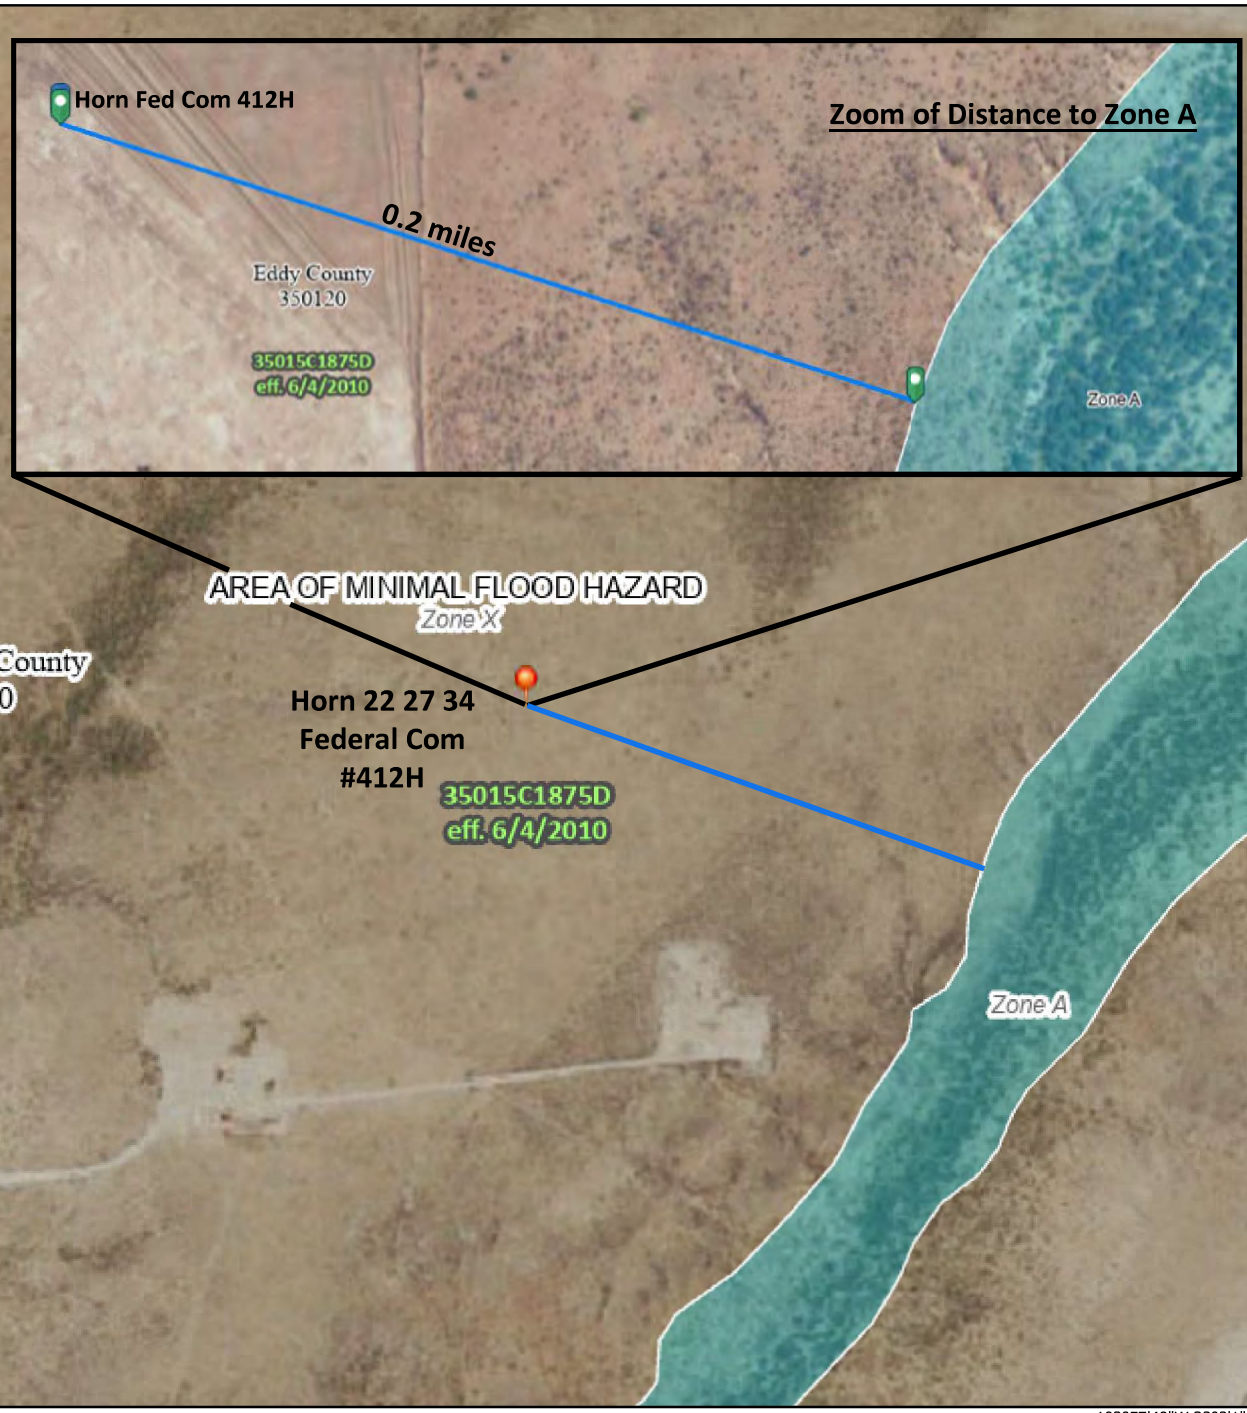 Horn Fed Com 412H
Zoom of Distance to Zone A
0.2 miles
Eddy County
350120
35015C1875D
eff. 6/4/2010
Zone A
AREA OF MINIMAL FLOOD HAZARD
Zone X
County
0
Horn 22 27 34
Federal Com
#412H
35015C1875D
eff. 6/4/2010
Zone A